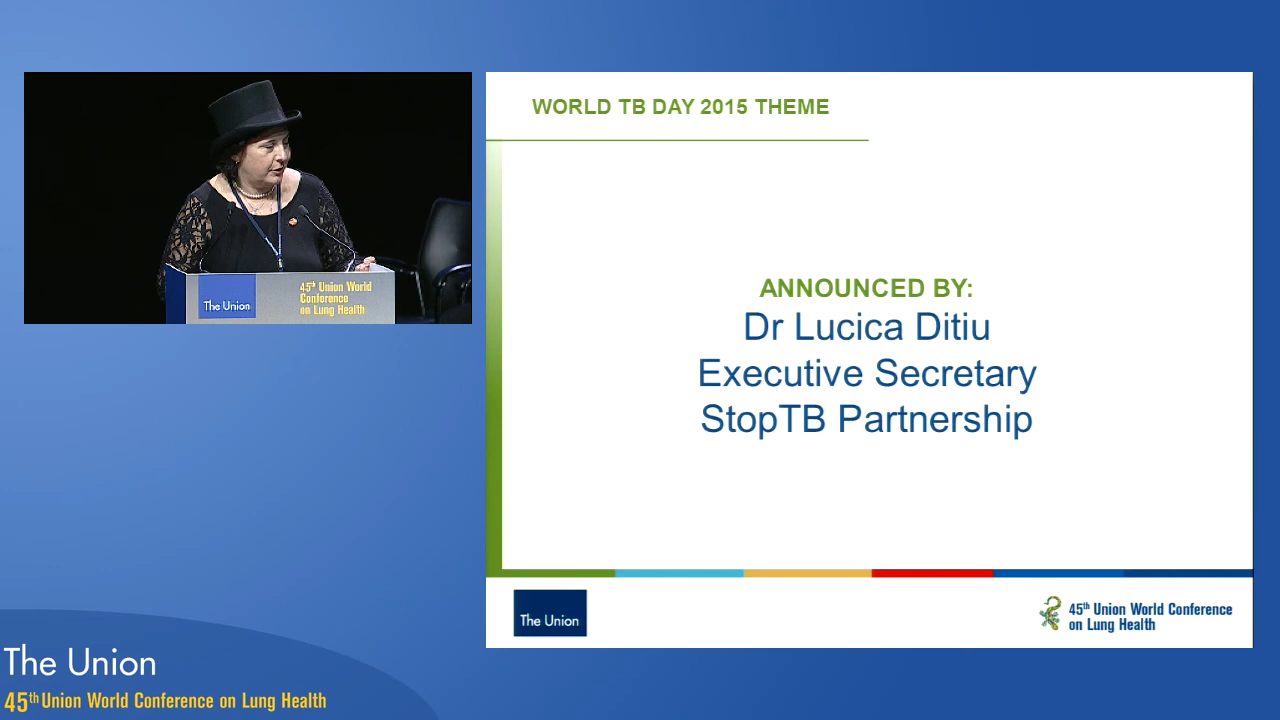 The Union
45th Union World
Conference
on Lung Health
WORLD TB DAY 2015 THEME
ANNOUNCED BY:
Dr Lucica Ditiu
Executive Secretary
StopTB Partnership
The Union
45th Union World Conference
on Lung Health
The Union
45th Union World Conference on Lung Health